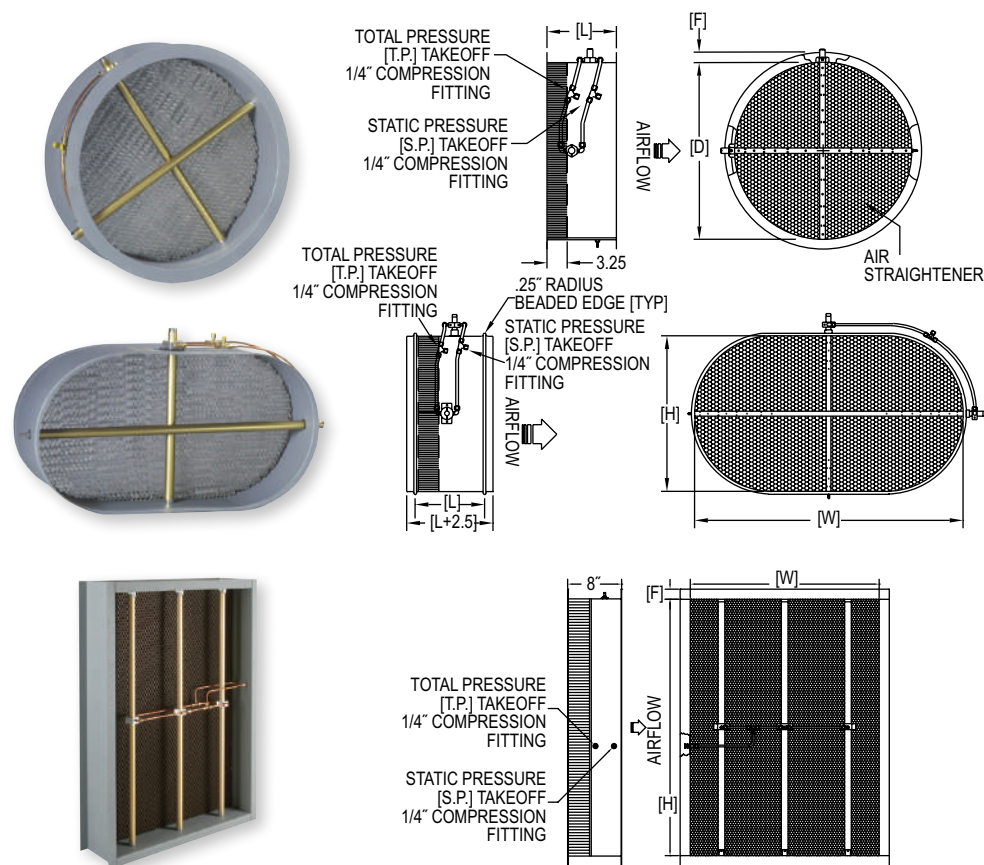 [F]
[L]
TOTAL PRESSURE
[T.P.] TAKEOFF
1/4˝ COMPRESSION
FITTING
STATIC PRESSURE
[S.P.] TAKEOFF
1/4˝ COMPRESSION
FITTING
AIRFLOW
[D]
3.25
AIR
STRAIGHTENER
TOTAL PRESSURE
[T.P.] TAKEOFF
1/4˝ COMPRESSION
FITTING
.25˝ RADIUS
BEADED EDGE [TYP]
STATIC PRESSURE
[S.P.] TAKEOFF
1/4˝ COMPRESSION
FITTING
AIRFLOW
[H]
[L]
[L+2.5]
[W]
8˝
[F]
[W]
TOTAL PRESSURE
[T.P.] TAKEOFF
1/4˝ COMPRESSION
FITTING
AIRFLOW
STATIC PRESSURE
[S.P.] TAKEOFF
1/4˝ COMPRESSION
FITTING
[H]